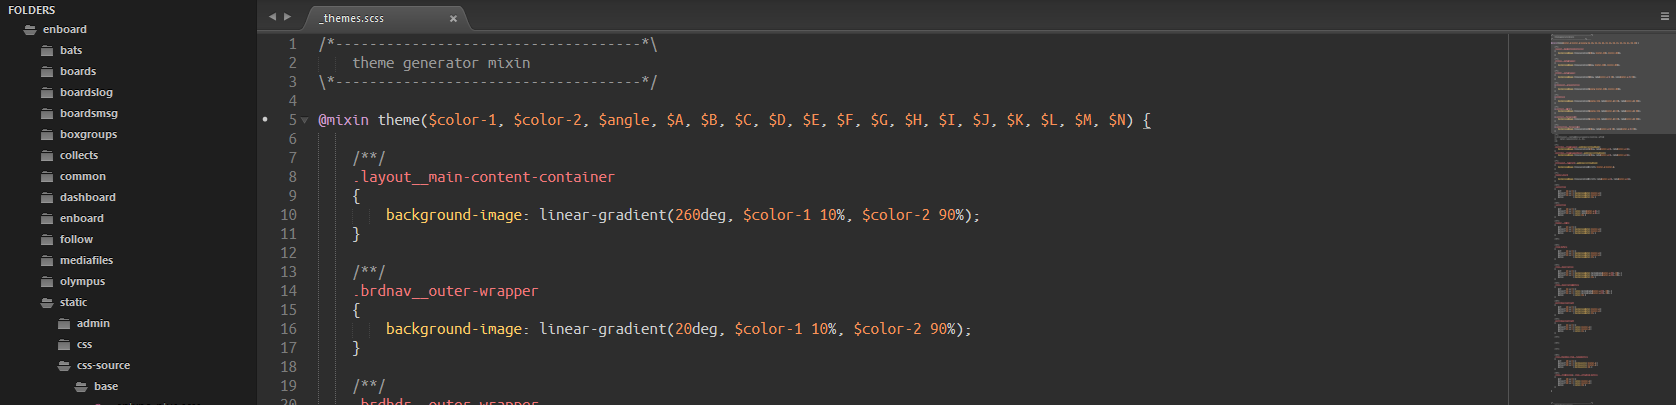 FOLDERS
enboard
bats
boards
boardslog
boardsmsg
boxgroups
collects
common
dashboard
enboard
follow
mediafiles
olympus
static
admin
css
css-source
base
_themes.scss ×
1 /*------------------------------------*\
2 theme generator mixin
3 \*------------------------------------*/
4
5 @mixin theme($color-1, $color-2, $angle, $A, $B, $C, $D, $E, $F, $G, $H, $I, $J, $K, $L, $M, $N) {
6
7 /**/
8 .layout__main-content-container
9 {
10 background-image: linear-gradient(260deg, $color-1 10%, $color-2 90%);
11 }
12
13 /**/
14 .brdnav__outer-wrapper
15 {
16 background-image: linear-gradient(20deg, $color-1 10%, $color-2 90%);
17 }
18
19 /**/
20 .brdhdr__outer-wrapper